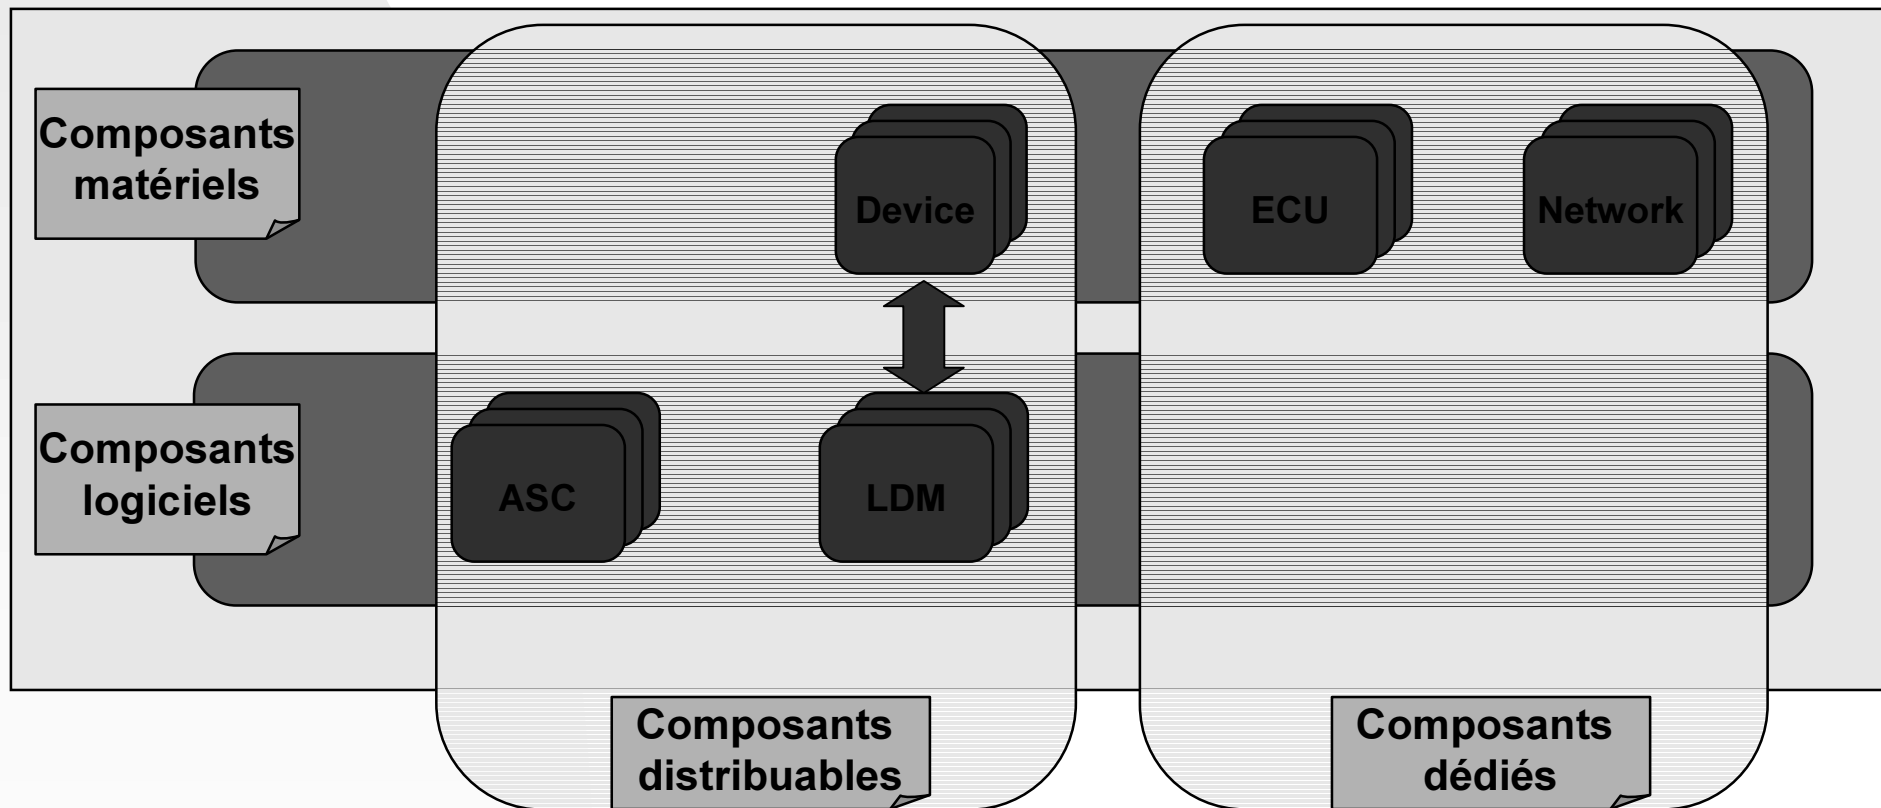 Composants
matériels
Device
ECU
Network
Composants
logiciels
ASC
LDM
Composants
distribuables
Composants
dédiés